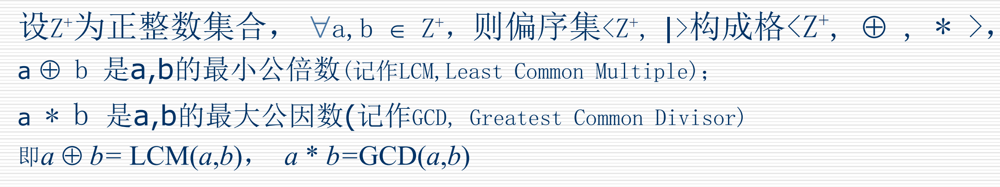 设Z⁺为正整数集合， ∀a,b ∈ Z⁺，则偏序集<Z⁺, |>构成格<Z⁺, ⊕ , * >，
a ⊕ b 是a,b的最小公倍数(记作LCM,Least Common Multiple)；
a * b 是a,b的最大公因数(记作GCD, Greatest Common Divisor)
即a ⊕ b= LCM(a,b)， a * b=GCD(a,b)